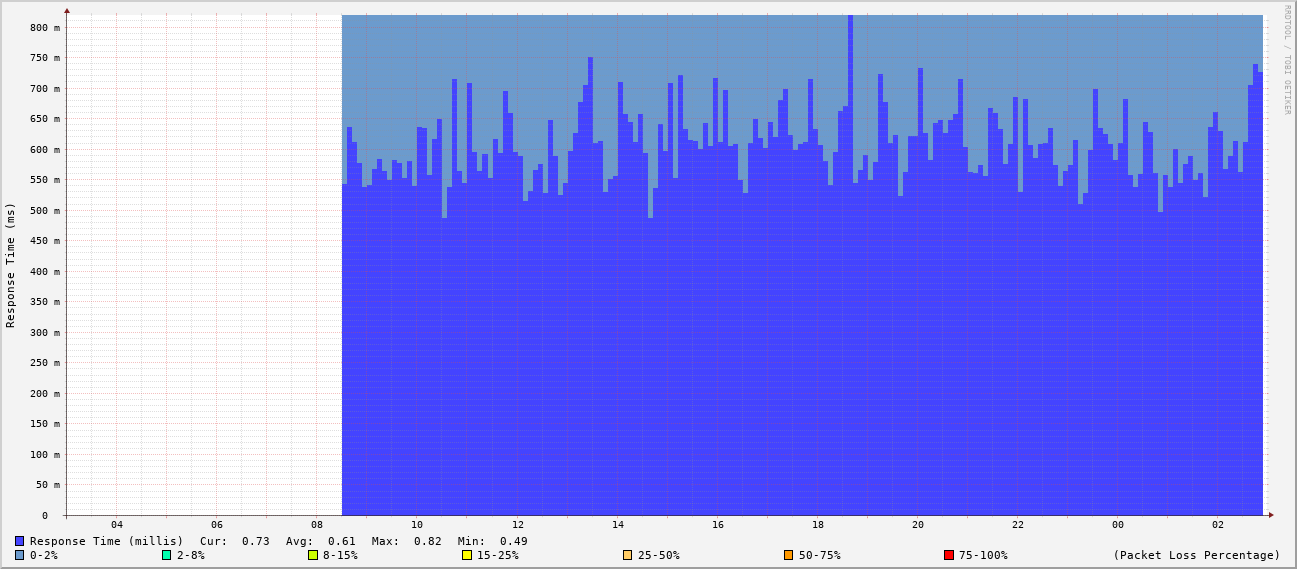 RRDTOOL / TOBI OETIKER
Response Time (ms)
800 m
750 m
700 m
650 m
600 m
550 m
500 m
450 m
400 m
350 m
300 m
250 m
200 m
150 m
100 m
50 m
0
04 06 08 10 12 14 16 18 20 22 00 02
Response Time (millis) Cur: 0.73 Avg: 0.61 Max: 0.82 Min: 0.49
0-2% 2-8% 8-15% 15-25% 25-50% 50-75% 75-100% (Packet Loss Percentage)